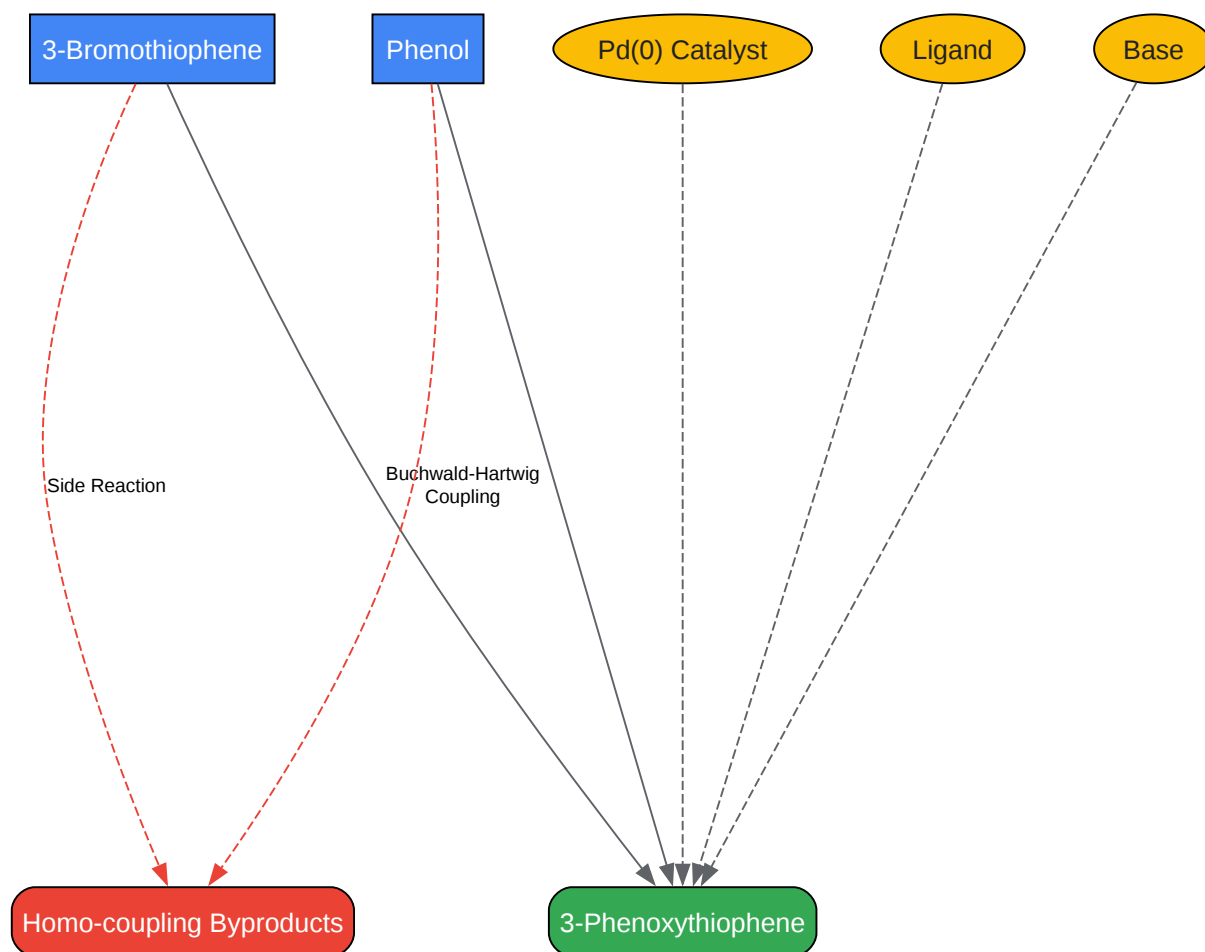 3-Bromothiophene
Phenol
Pd(0) Catalyst
Ligand
Base
Side Reaction
Buchwald-Hartwig
Coupling
Homo-coupling Byproducts
3-Phenoxythiophene